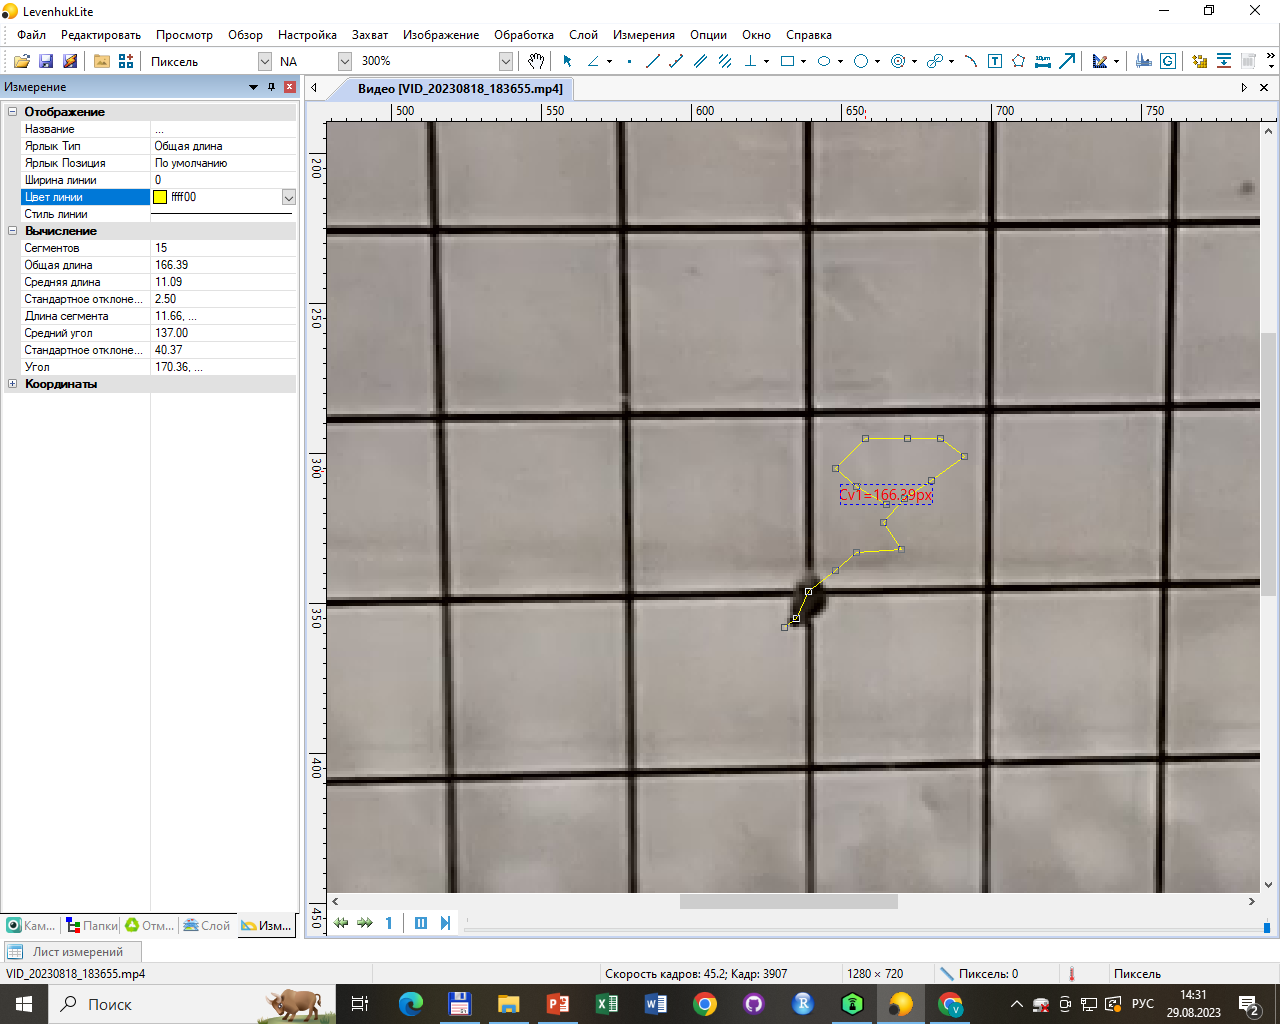 LevenhukLite
Файл Редактировать Просмотр Обзор Настройка Захват Изображение Обработка Слой Измерения Опции Окно Справка
Пиксель NA 300%
Измерение
Видео [VID_20230818_183655.mp4]
500 550 600 650 700 750
Отображение
Название ...
Ярлык Тип Общая длина
Ярлык Позиция По умолчанию
Ширина линии 0
Цвет линии ffff00
Стиль линии
Вычисление
Сегментов 15
Общая длина 166.39
Средняя длина 11.09
Стандартное отклоне... 2.50
Длина сегмента 11.66, ...
Средний угол 137.00
Стандартное отклоне... 40.37
Угол 170.36, ...
Координаты
200
250
300
350
400
450
Cv1=166.39px
1
Кам... Папки Отм... Слой Изм...
Лист измерений
VID_20230818_183655.mp4 Скорость кадров: 45.2; Кадр: 3907 1280 × 720 Пиксель: 0 Пиксель
Поиск РУС 14:31
29.08.2023 2